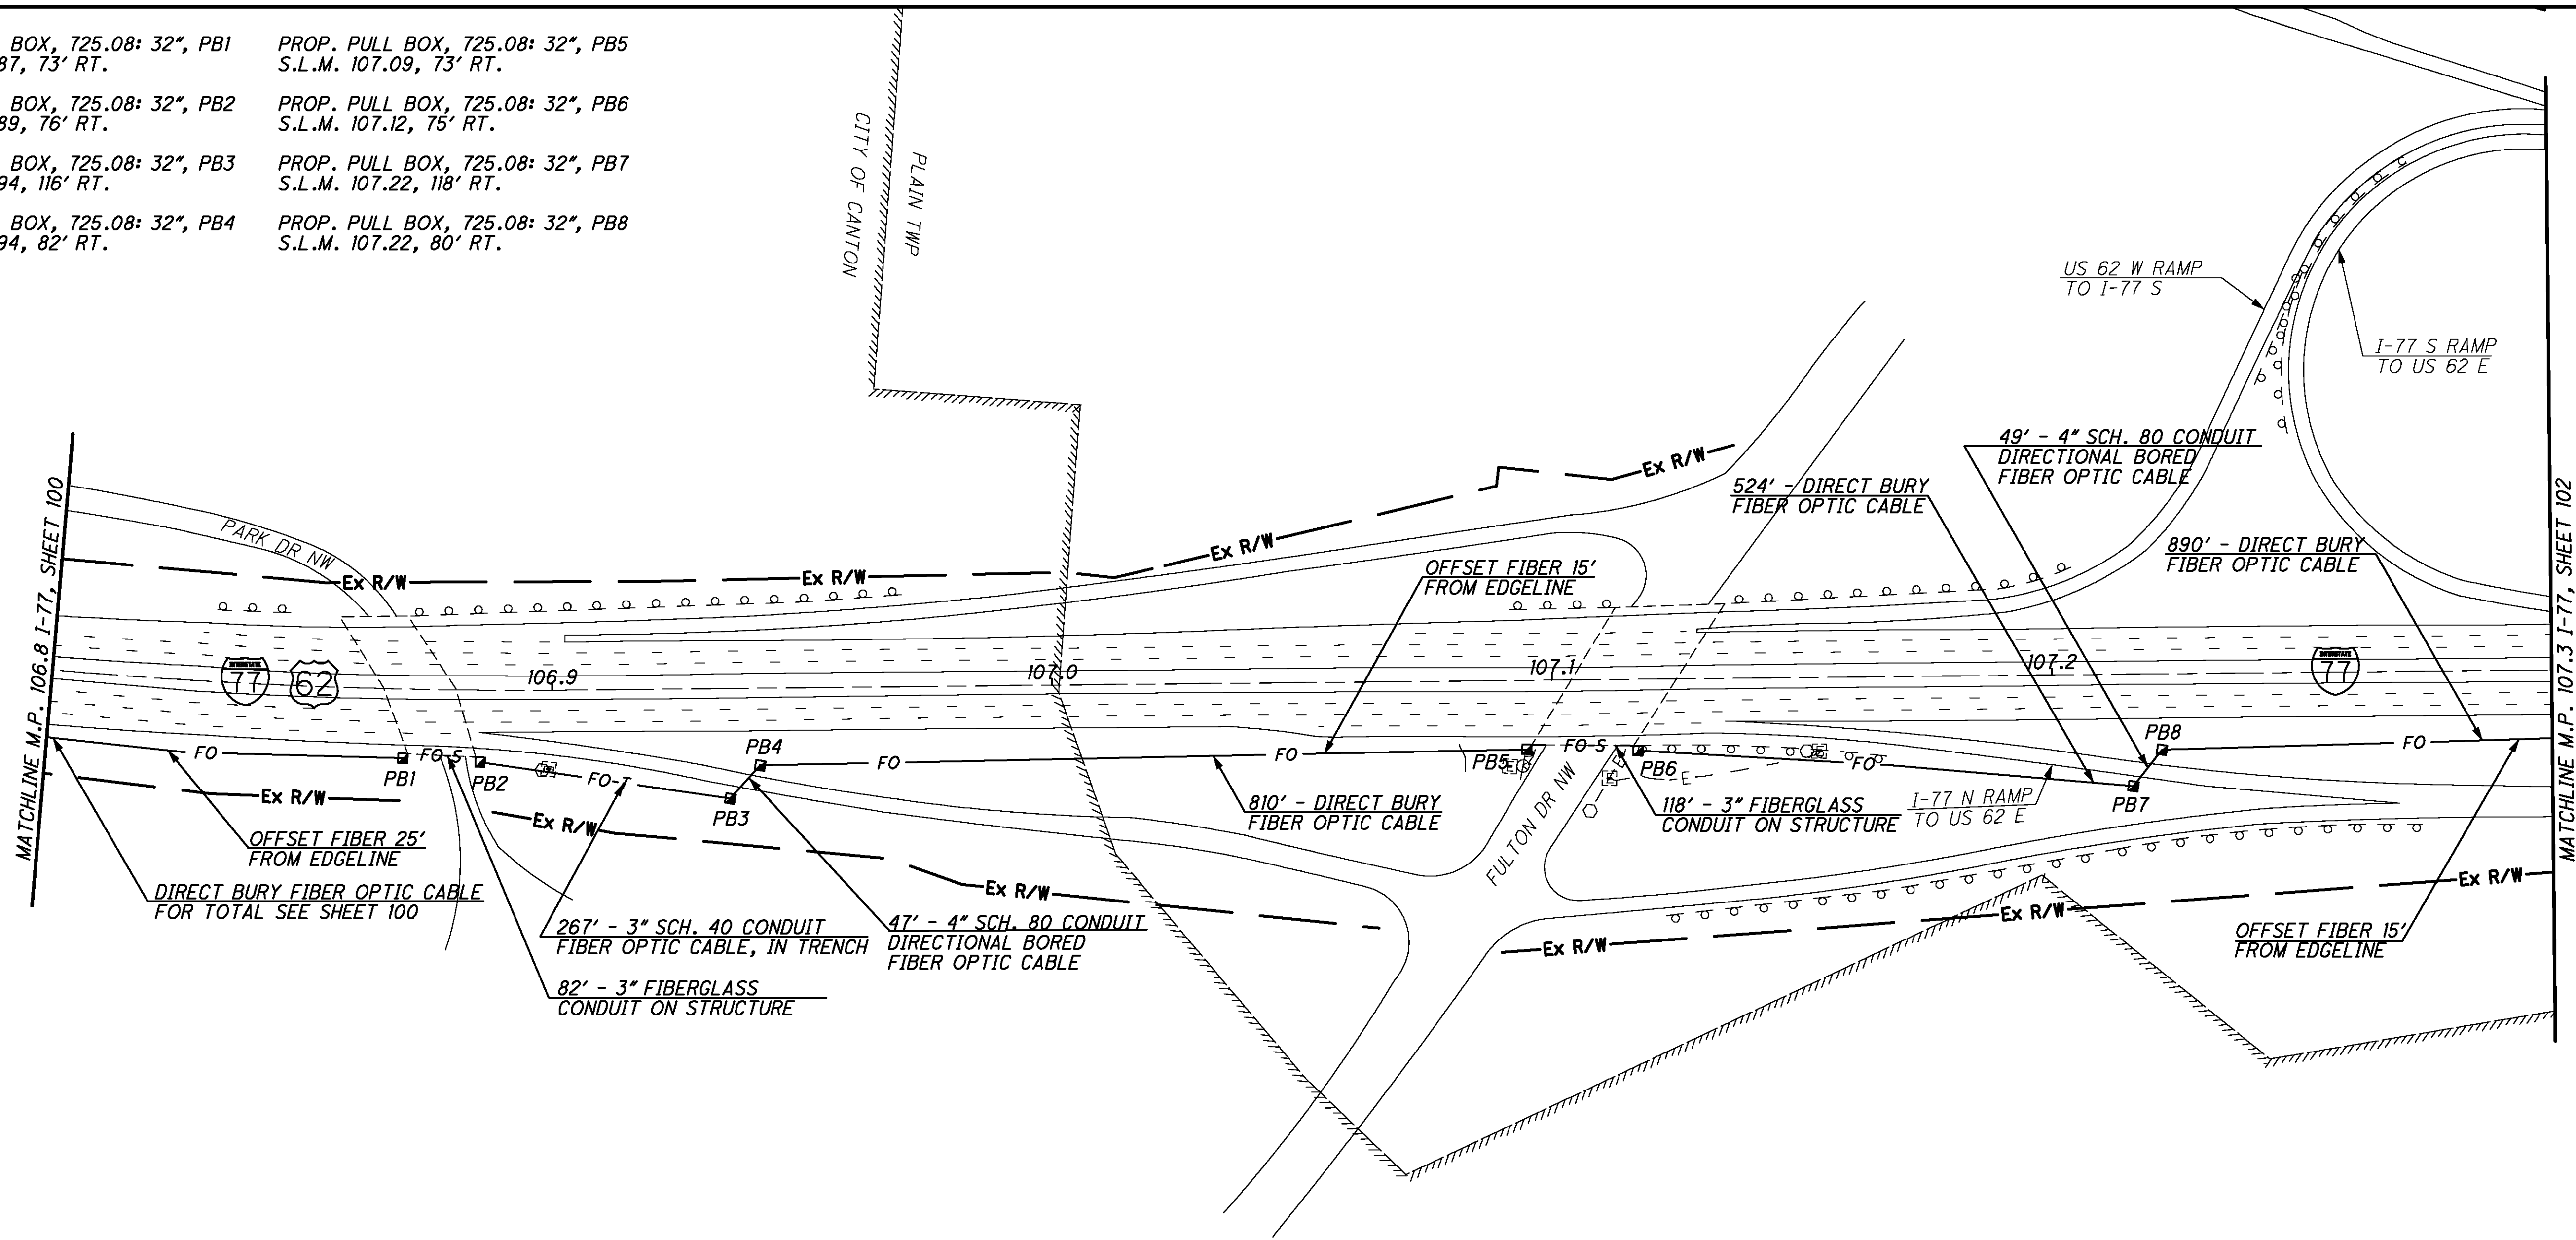 BOX, 725.08: 32", PB1
87, 73' RT.
BOX, 725.08: 32", PB2
89, 76' RT.
BOX, 725.08: 32", PB3
94, 116' RT.
BOX, 725.08: 32", PB4
94, 82' RT.
PROP. PULL BOX, 725.08: 32", PB5
S.L.M. 107.09, 73' RT.
PROP. PULL BOX, 725.08: 32", PB6
S.L.M. 107.12, 75' RT.
PROP. PULL BOX, 725.08: 32", PB7
S.L.M. 107.22, 118' RT.
PROP. PULL BOX, 725.08: 32", PB8
S.L.M. 107.22, 80' RT.
CITY OF CANTON
PLAIN TWP
US 62 W RAMP
TO I-77 S
I-77 S RAMP
TO US 62 E
49' - 4" SCH. 80 CONDUIT
DIRECTIONAL BORED
FIBER OPTIC CABLE
524' - DIRECT BURY
FIBER OPTIC CABLE
890' - DIRECT BURY
FIBER OPTIC CABLE
OFFSET FIBER 15'
FROM EDGELINE
MATCHLINE M.P. 106.8 I-77, SHEET 100
MATCHLINE M.P. 107.3 I-77, SHEET 102
PARK DR NW
Ex R/W
Ex R/W
Ex R/W
Ex R/W
INTERSTATE
77
62
106.9
107.0
107.1
107.2
INTERSTATE
77
FO
PB1
FO-S
PB2
FO-T
PB3
PB4
FO
FO
PB5
E
FO-S
PB6
E
E
FO
PB7
PB8
FO
Ex R/W
Ex R/W
Ex R/W
Ex R/W
Ex R/W
Ex R/W
OFFSET FIBER 25'
FROM EDGELINE
DIRECT BURY FIBER OPTIC CABLE
FOR TOTAL SEE SHEET 100
267' - 3" SCH. 40 CONDUIT
FIBER OPTIC CABLE, IN TRENCH
82' - 3" FIBERGLASS
CONDUIT ON STRUCTURE
47' - 4" SCH. 80 CONDUIT
DIRECTIONAL BORED
FIBER OPTIC CABLE
810' - DIRECT BURY
FIBER OPTIC CABLE
FULTON DR NW
118' - 3" FIBERGLASS
CONDUIT ON STRUCTURE
I-77 N RAMP
TO US 62 E
OFFSET FIBER 15'
FROM EDGELINE